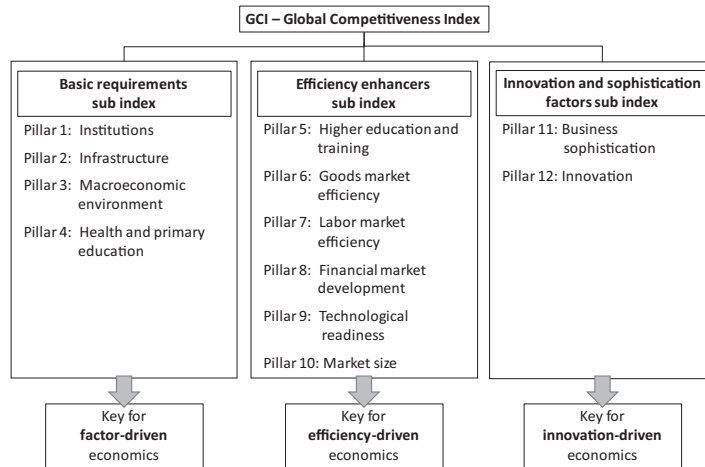 GCI – Global Competitiveness Index
Basic requirements
sub index
Pillar 1: Institutions
Pillar 2: Infrastructure
Pillar 3: Macroeconomic
environment
Pillar 4: Health and primary
education
Key for
factor-driven
economics
Efficiency enhancers
sub index
Pillar 5: Higher education and
training
Pillar 6: Goods market
efficiency
Pillar 7: Labor market
efficiency
Pillar 8: Financial market
development
Pillar 9: Technological
readiness
Pillar 10: Market size
Key for
efficiency-driven
economics
Innovation and sophistication
factors sub index
Pillar 11: Business
sophistication
Pillar 12: Innovation
Key for
innovation-driven
economics